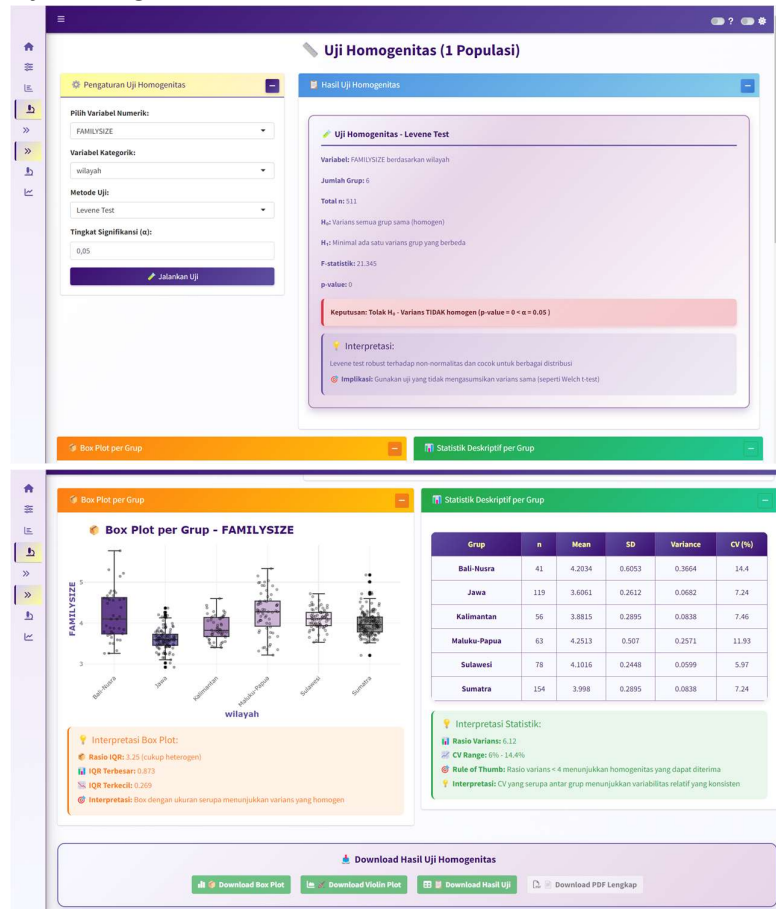 ?
Uji Homogenitas (1 Populasi)
Pengaturan Uji Homogenitas
Pilih Variabel Numerik:
FAMILYSIZE
Variabel Kategorik:
wilayah
Metode Uji:
Levene Test
Tingkat Signifikansi (α):
0,05
Jalankan Uji
Hasil Uji Homogenitas
Uji Homogenitas - Levene Test
Variabel: FAMILYSIZE berdasarkan wilayah
Jumlah Grup: 6
Total n: 511
H₀: Varians semua grup sama (homogen)
H₁: Minimal ada satu varians grup yang berbeda
F-statistik: 21.345
p-value: 0
Keputusan: Tolak H₀ - Varians TIDAK homogen (p-value = 0 < α = 0.05 )
Interpretasi:
Levene test robust terhadap non-normalitas dan cocok untuk berbagai distribusi
Implikasi: Gunakan uji yang tidak mengasumsikan varians sama (seperti Welch t-test)
Box Plot per Grup
Statistik Deskriptif per Grup
Box Plot per Grup
Box Plot per Grup - FAMILYSIZE
FAMILYSIZE
5
4
3
Bali-Nusra
Jawa
Kalimantan
Maluku-Papua
Sulawesi
Sumatra
wilayah
Interpretasi Box Plot:
Rasio IQR: 3.25 (cukup heterogen)
IQR Terbesar: 0.873
IQR Terkecil: 0.269
Interpretasi: Box dengan ukuran serupa menunjukkan varians yang homogen
Statistik Deskriptif per Grup
Grup n Mean SD Variance CV (%)
Bali-Nusra 41 4.2034 0.6053 0.3664 14.4
Jawa 119 3.6061 0.2612 0.0682 7.24
Kalimantan 56 3.8815 0.2895 0.0838 7.46
Maluku-Papua 63 4.2513 0.507 0.2571 11.93
Sulawesi 78 4.1016 0.2448 0.0599 5.97
Sumatra 154 3.998 0.2895 0.0838 7.24
Interpretasi Statistik:
Rasio Varians: 6.12
CV Range: 6% - 14.4%
Rule of Thumb: Rasio varians < 4 menunjukkan homogenitas yang dapat diterima
Interpretasi: CV yang serupa antar grup menunjukkan variabilitas relatif yang konsisten
Download Hasil Uji Homogenitas
Download Box Plot
Download Violin Plot
Download Hasil Uji
Download PDF Lengkap